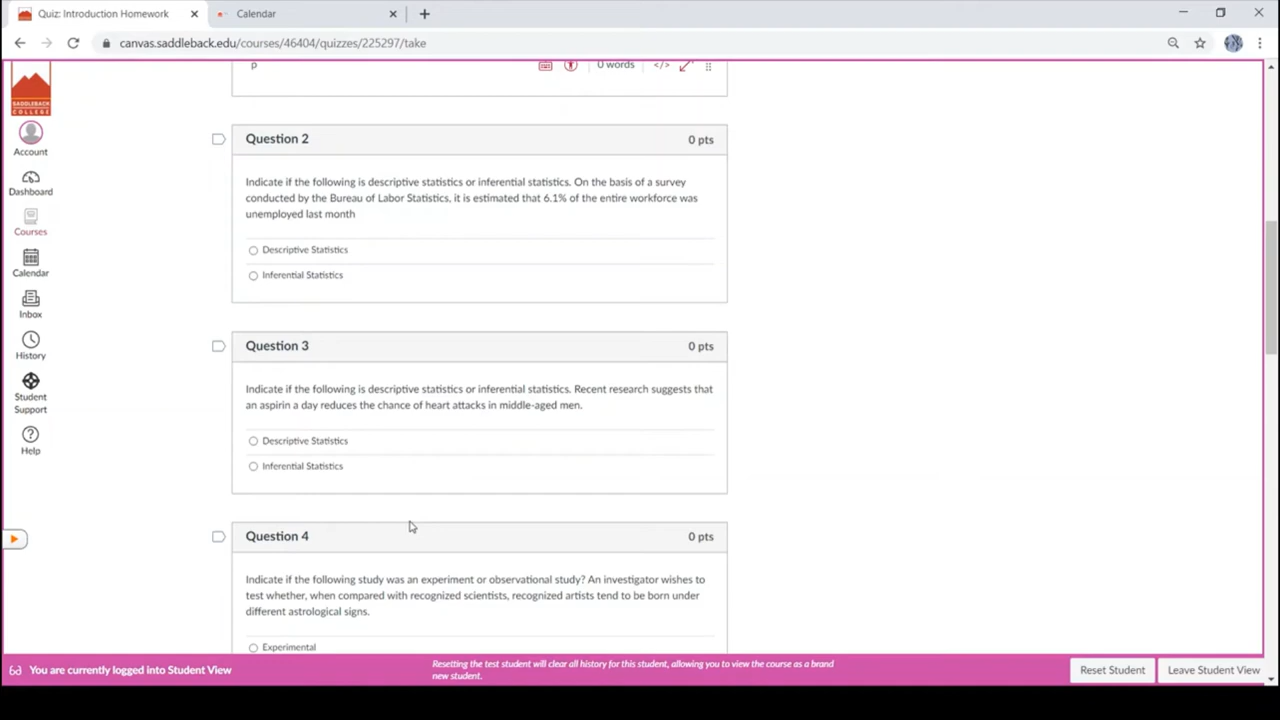 Quiz: Introduction Homework
Calendar
canvas.saddleback.edu/courses/46404/quizzes/225297/take
SADDLEBACK
COLLEGE
Account
Dashboard
Courses
Calendar
Inbox
History
Student
Support
Help
p
0 words
</>
Question 2
0 pts
Indicate if the following is descriptive statistics or inferential statistics. On the basis of a survey
conducted by the Bureau of Labor Statistics, it is estimated that 6.1% of the entire workforce was
unemployed last month
Descriptive Statistics
Inferential Statistics
Question 3
0 pts
Indicate if the following is descriptive statistics or inferential statistics. Recent research suggests that
an aspirin a day reduces the chance of heart attacks in middle-aged men.
Descriptive Statistics
Inferential Statistics
Question 4
0 pts
Indicate if the following study was an experiment or observational study? An investigator wishes to
test whether, when compared with recognized scientists, recognized artists tend to be born under
different astrological signs.
Experimental
You are currently logged into Student View
Resetting the test student will clear all history for this student, allowing you to view the course as a brand
new student.
Reset Student
Leave Student View